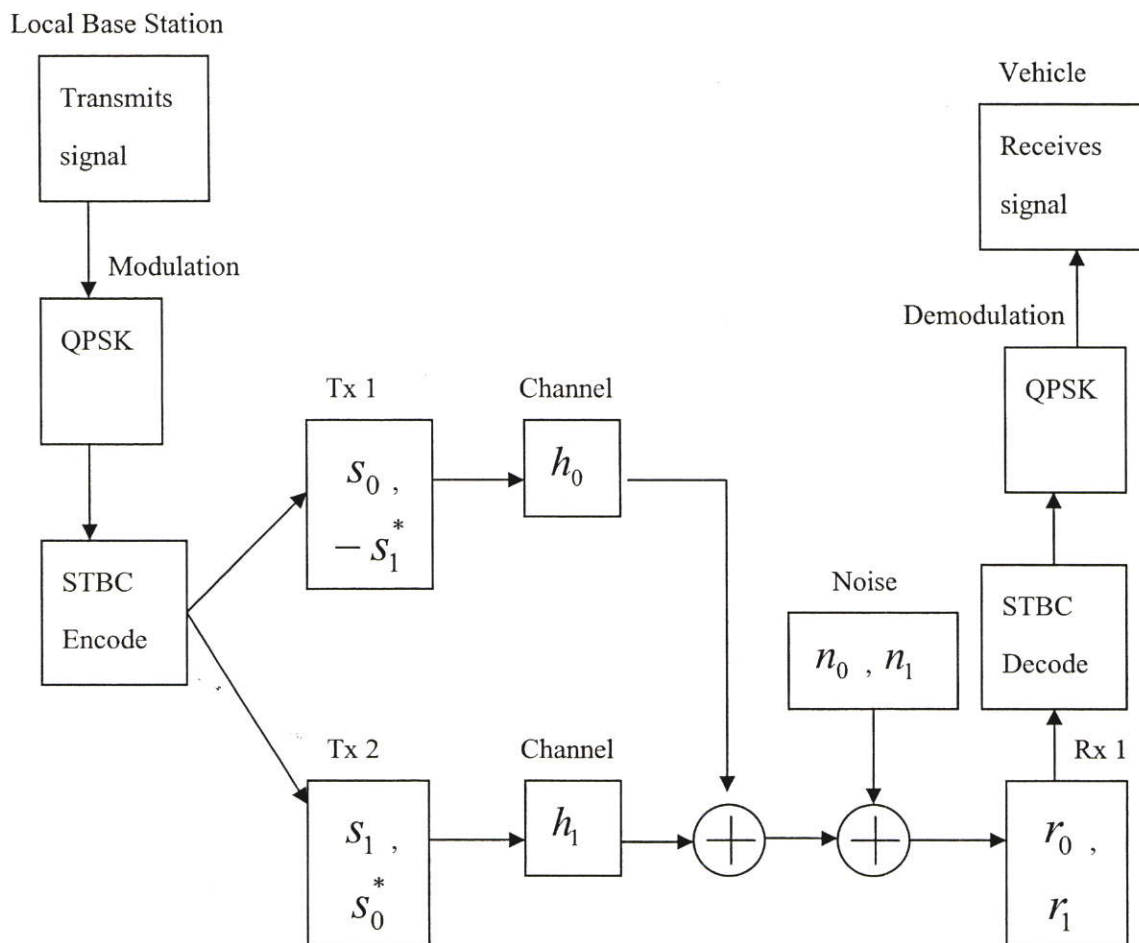 Local Base Station
Transmits
signal
Modulation
QPSK
STBC
Encode
Tx 1
s₀ ,
− s₁*
Channel
h₀
Tx 2
s₁ ,
s₀*
Channel
h₁
Noise
n₀ , n₁
Rx 1
r₀ ,
r₁
STBC
Decode
QPSK
Demodulation
Vehicle
Receives
signal